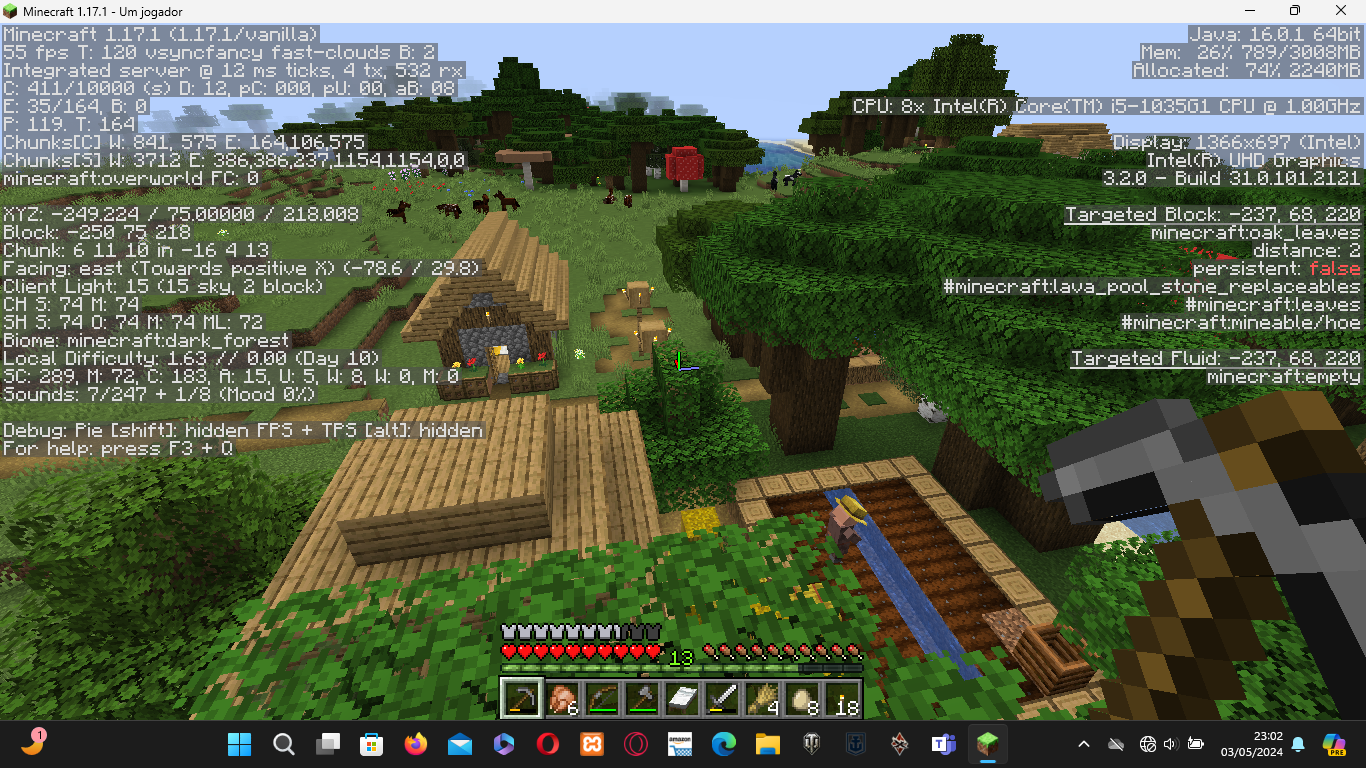 Minecraft 1.17.1 - Um jogador
Minecraft 1.17.1 (1.17.1/vanilla)
55 fps T: 120 vsyncfancy fast-clouds B: 2
Integrated server @ 12 ms ticks, 4 tx, 532 rx
C: 411/10000 (s) D: 12, pC: 000, pU: 00, aB: 08
E: 35/164, B: 0
P: 119. T: 164
Chunks[C] W: 841, 575 E: 164,106,575
Chunks[S] W: 3712 E: 386,386,237,1154,1154,0,0
minecraft:overworld FC: 0
XYZ: -249.224 / 75.00000 / 218.008
Block: -250 75 218
Chunk: 6 11 10 in -16 4 13
Facing: east (Towards positive X) (-78.6 / 29.8)
Client Light: 15 (15 sky, 2 block)
CH S: 74 M: 74
SH S: 74 O: 74 M: 74 ML: 72
Biome: minecraft:dark_forest
Local Difficulty: 1.63 // 0.00 (Day 10)
SC: 289, M: 72, C: 183, A: 15, U: 5, W: 8, W: 0, M: 0
Sounds: 7/247 + 1/8 (Mood 0%)
Debug: Pie [shift]: hidden FPS + TPS [alt]: hidden
For help: press F3 + Q
Java: 16.0.1 64bit
Mem: 26% 789/3008MB
Allocated: 74% 2240MB
CPU: 8x Intel(R) Core(TM) i5-1035G1 CPU @ 1.00GHz
Display: 1366x697 (Intel)
Intel(R) UHD Graphics
3.2.0 - Build 31.0.101.2121
Targeted Block: -237, 68, 220
minecraft:oak_leaves
distance: 2
persistent: false
#minecraft:lava_pool_stone_replaceables
#minecraft:leaves
#minecraft:mineable/hoe
Targeted Fluid: -237, 68, 220
minecraft:empty
13
6
4
8
18
1
amazon
23:02
03/05/2024
PRE